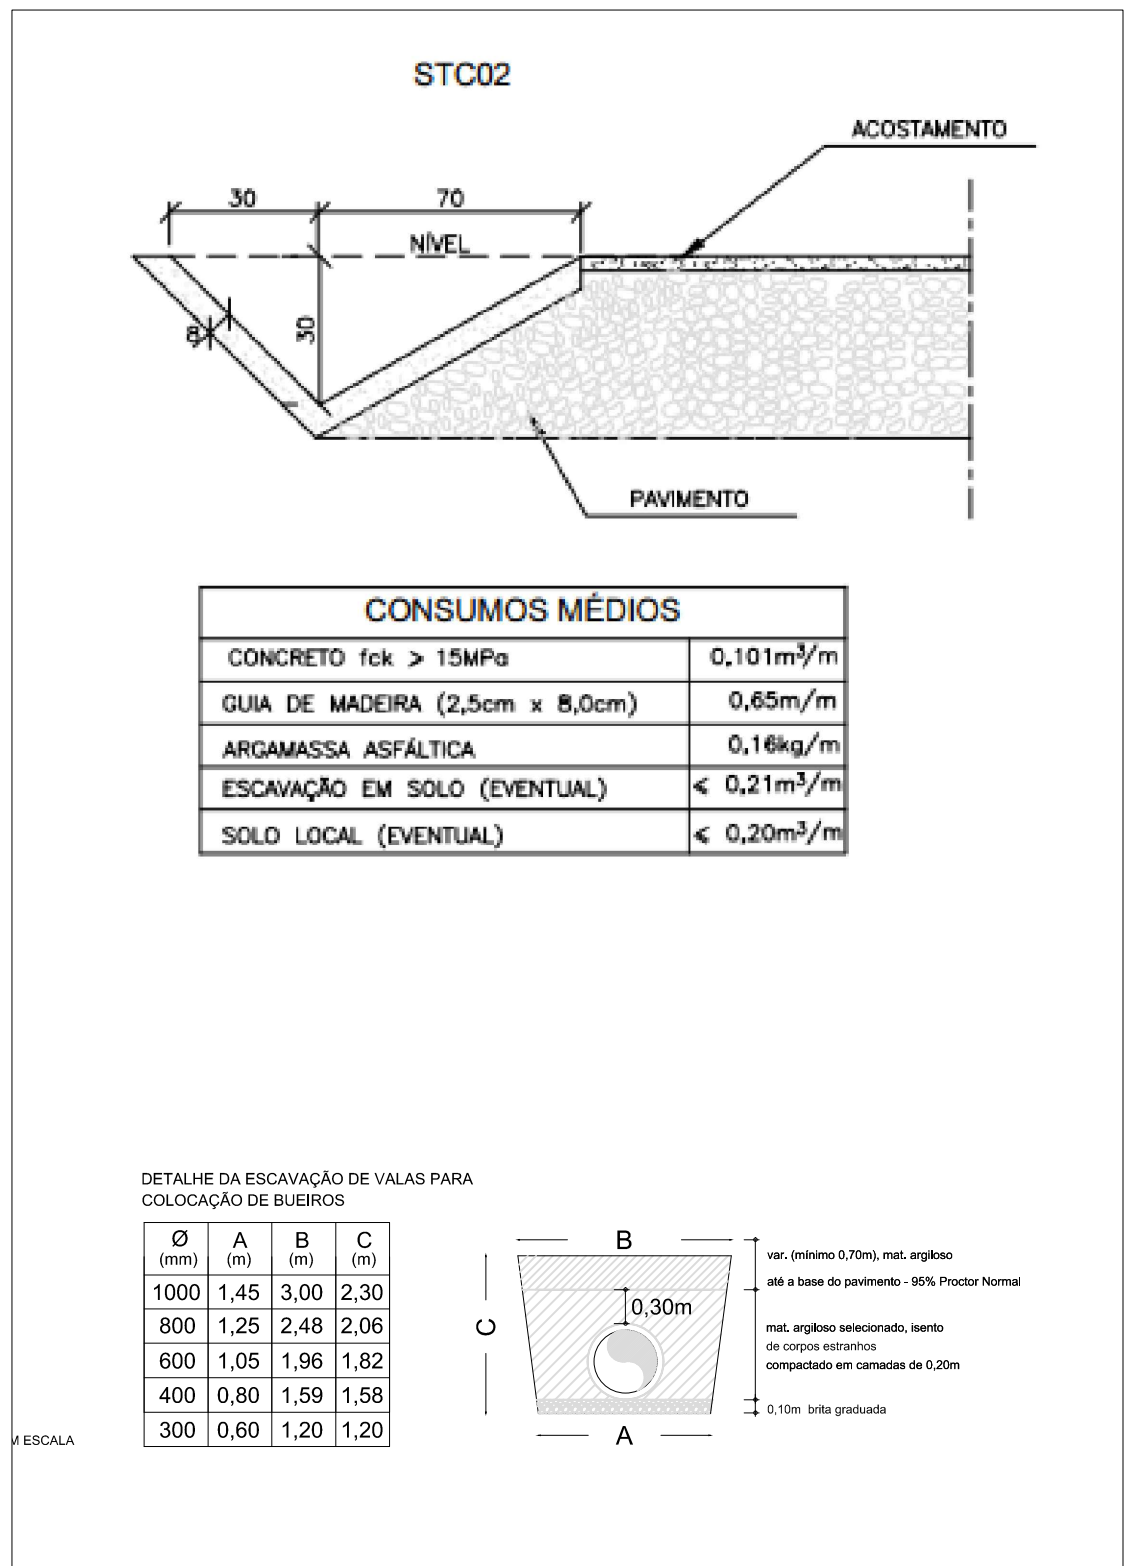 STC02
ACOSTAMENTO
30
70
NÍVEL
8
30
PAVIMENTO
CONSUMOS MÉDIOS
CONCRETO fck > 15MPa 0,101m³/m
GUIA DE MADEIRA (2,5cm x 8,0cm) 0,65m/m
ARGAMASSA ASFÁLTICA 0,16kg/m
ESCAVAÇÃO EM SOLO (EVENTUAL) ⩽ 0,21m³/m
SOLO LOCAL (EVENTUAL) ⩽ 0,20m³/m
DETALHE DA ESCAVAÇÃO DE VALAS PARA
COLOCAÇÃO DE BUEIROS
Ø A B C
(mm) (m) (m) (m)
1000 1,45 3,00 2,30
800 1,25 2,48 2,06
600 1,05 1,96 1,82
400 0,80 1,59 1,58
300 0,60 1,20 1,20
B
C
0,30m
A
var. (mínimo 0,70m), mat. argiloso
até a base do pavimento - 95% Proctor Normal
mat. argiloso selecionado, isento
de corpos estranhos
compactado em camadas de 0,20m
0,10m brita graduada
M ESCALA